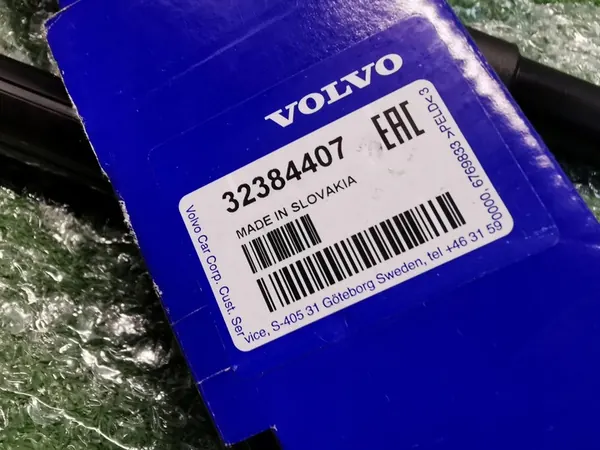 VOLVO
32384407 EAC
MADE IN SLOVAKIA
Volvo Car Corp. Cust. Ser
vice, S-405 31 Göteborg Sweden, tel +46 31 59
0000, 6769833 >PELD<3